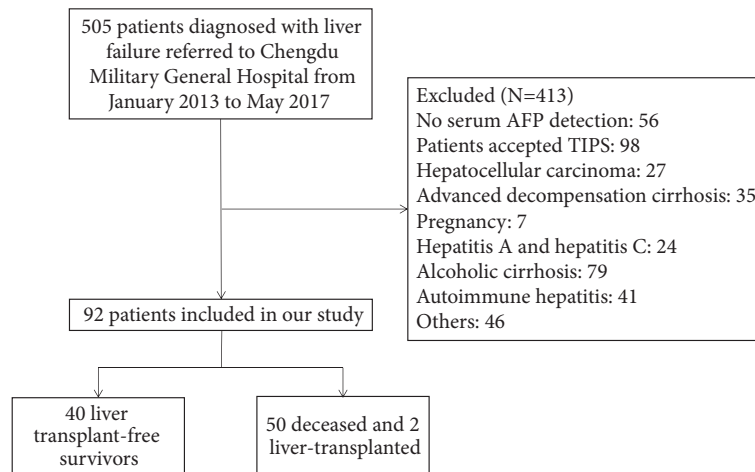 505 patients diagnosed with liver
failure referred to Chengdu
Military General Hospital from
January 2013 to May 2017
Excluded (N=413)
No serum AFP detection: 56
Patients accepted TIPS: 98
Hepatocellular carcinoma: 27
Advanced decompensation cirrhosis: 35
Pregnancy: 7
Hepatitis A and hepatitis C: 24
Alcoholic cirrhosis: 79
Autoimmune hepatitis: 41
Others: 46
92 patients included in our study
40 liver
transplant-free
survivors
50 deceased and 2
liver-transplanted